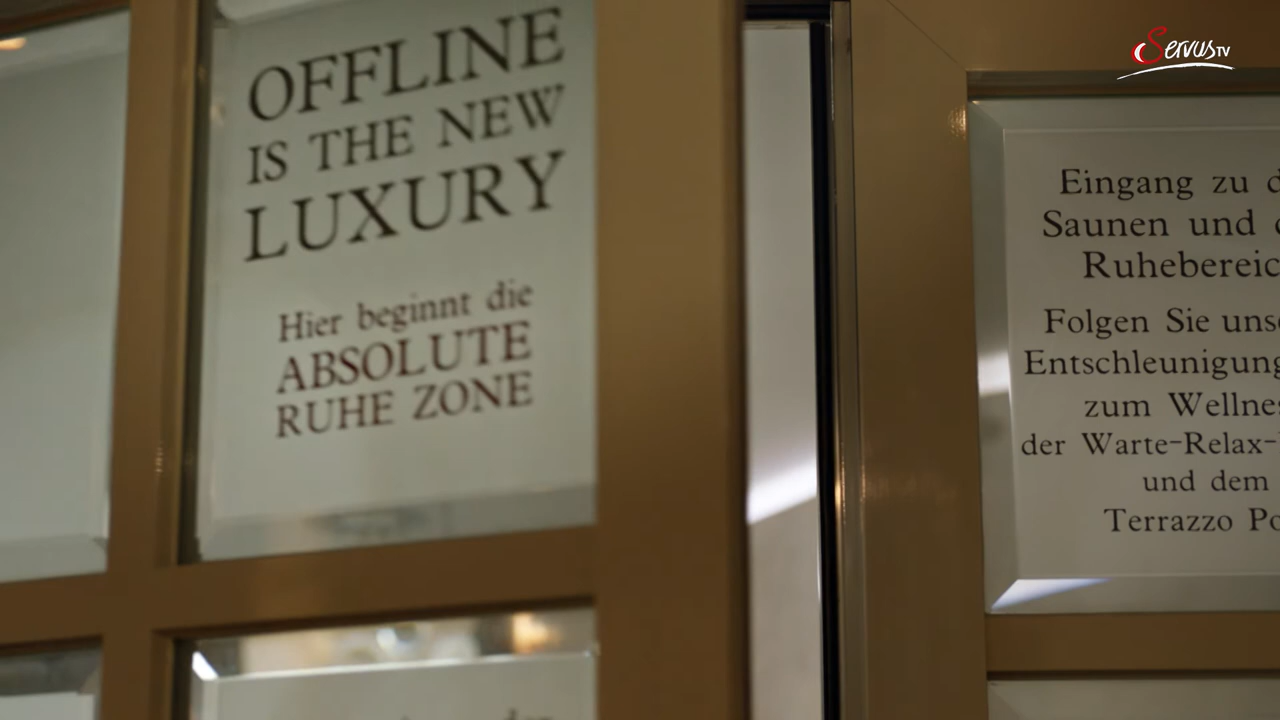 OFFLINE
IS THE NEW
LUXURY
Hier beginnt die
ABSOLUTE
RUHE ZONE
ServusTV
Eingang zu d
Saunen und
Ruhebereic
Folgen Sie uns
Entschleunigung
zum Wellnes
der Warte-Relax-
und dem
Terrazzo Po